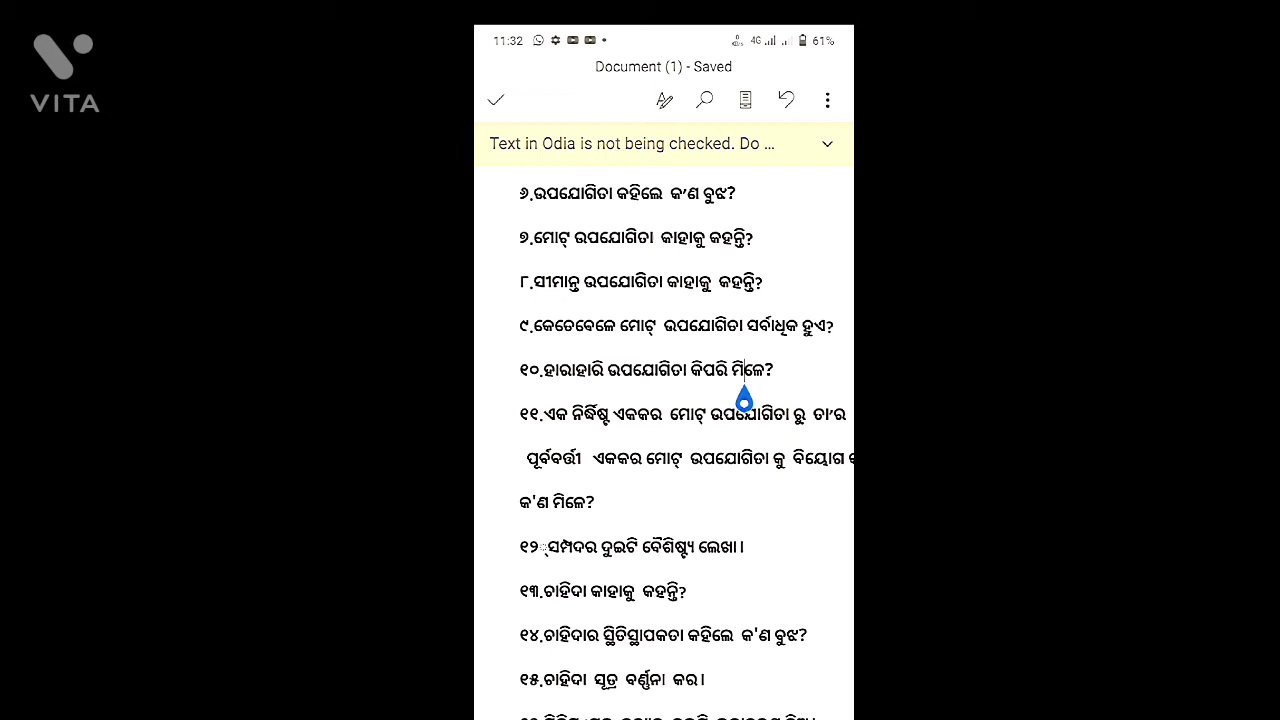 VITA
11:32
4G 61%
Document (1) - Saved
Text in Odia is not being checked. Do ...
୬.ଉପଯୋଗିତା କହିଲେ କ’ଣ ବୁଝ?
୭.ମୋଟ୍ ଉପଯୋଗିତା କାହାକୁ କହନ୍ତି?
୮.ସୀମାନ୍ତ ଉପଯୋଗିତା କାହାକୁ କହନ୍ତି?
୯.କେତେବେଳେ ମୋଟ୍ ଉପଯୋଗିତା ସର୍ବାଧିକ ହୁଏ?
୧୦.ହାରାହାରି ଉପଯୋଗିତା କିପରି ମିଳେ?
୧୧.ଏକ ନିର୍ଦ୍ଧିଷ୍ଟ ଏକକର ମୋଟ୍ ଉପଯୋଗିତା ରୁ ତା’ର
ପୂର୍ବବର୍ତ୍ତୀ ଏକକର ମୋଟ୍ ଉପଯୋଗିତା କୁ ବିୟୋଗ
କ'ଣ ମିଳେ?
୧୨୍ସମ୍ପଦର ଦୁଇଟି ବୈଶିଷ୍ଟ୍ୟ ଲେଖ।
୧୩.ଚାହିଦା କାହାକୁ କହନ୍ତି?
୧୪.ଚାହିଦାର ସ୍ଥିତିସ୍ଥାପକତା କହିଲେ କ'ଣ ବୁଝ?
୧୫.ଚାହିଦା ସୂତ୍ର ବର୍ଣ୍ଣନା କର।